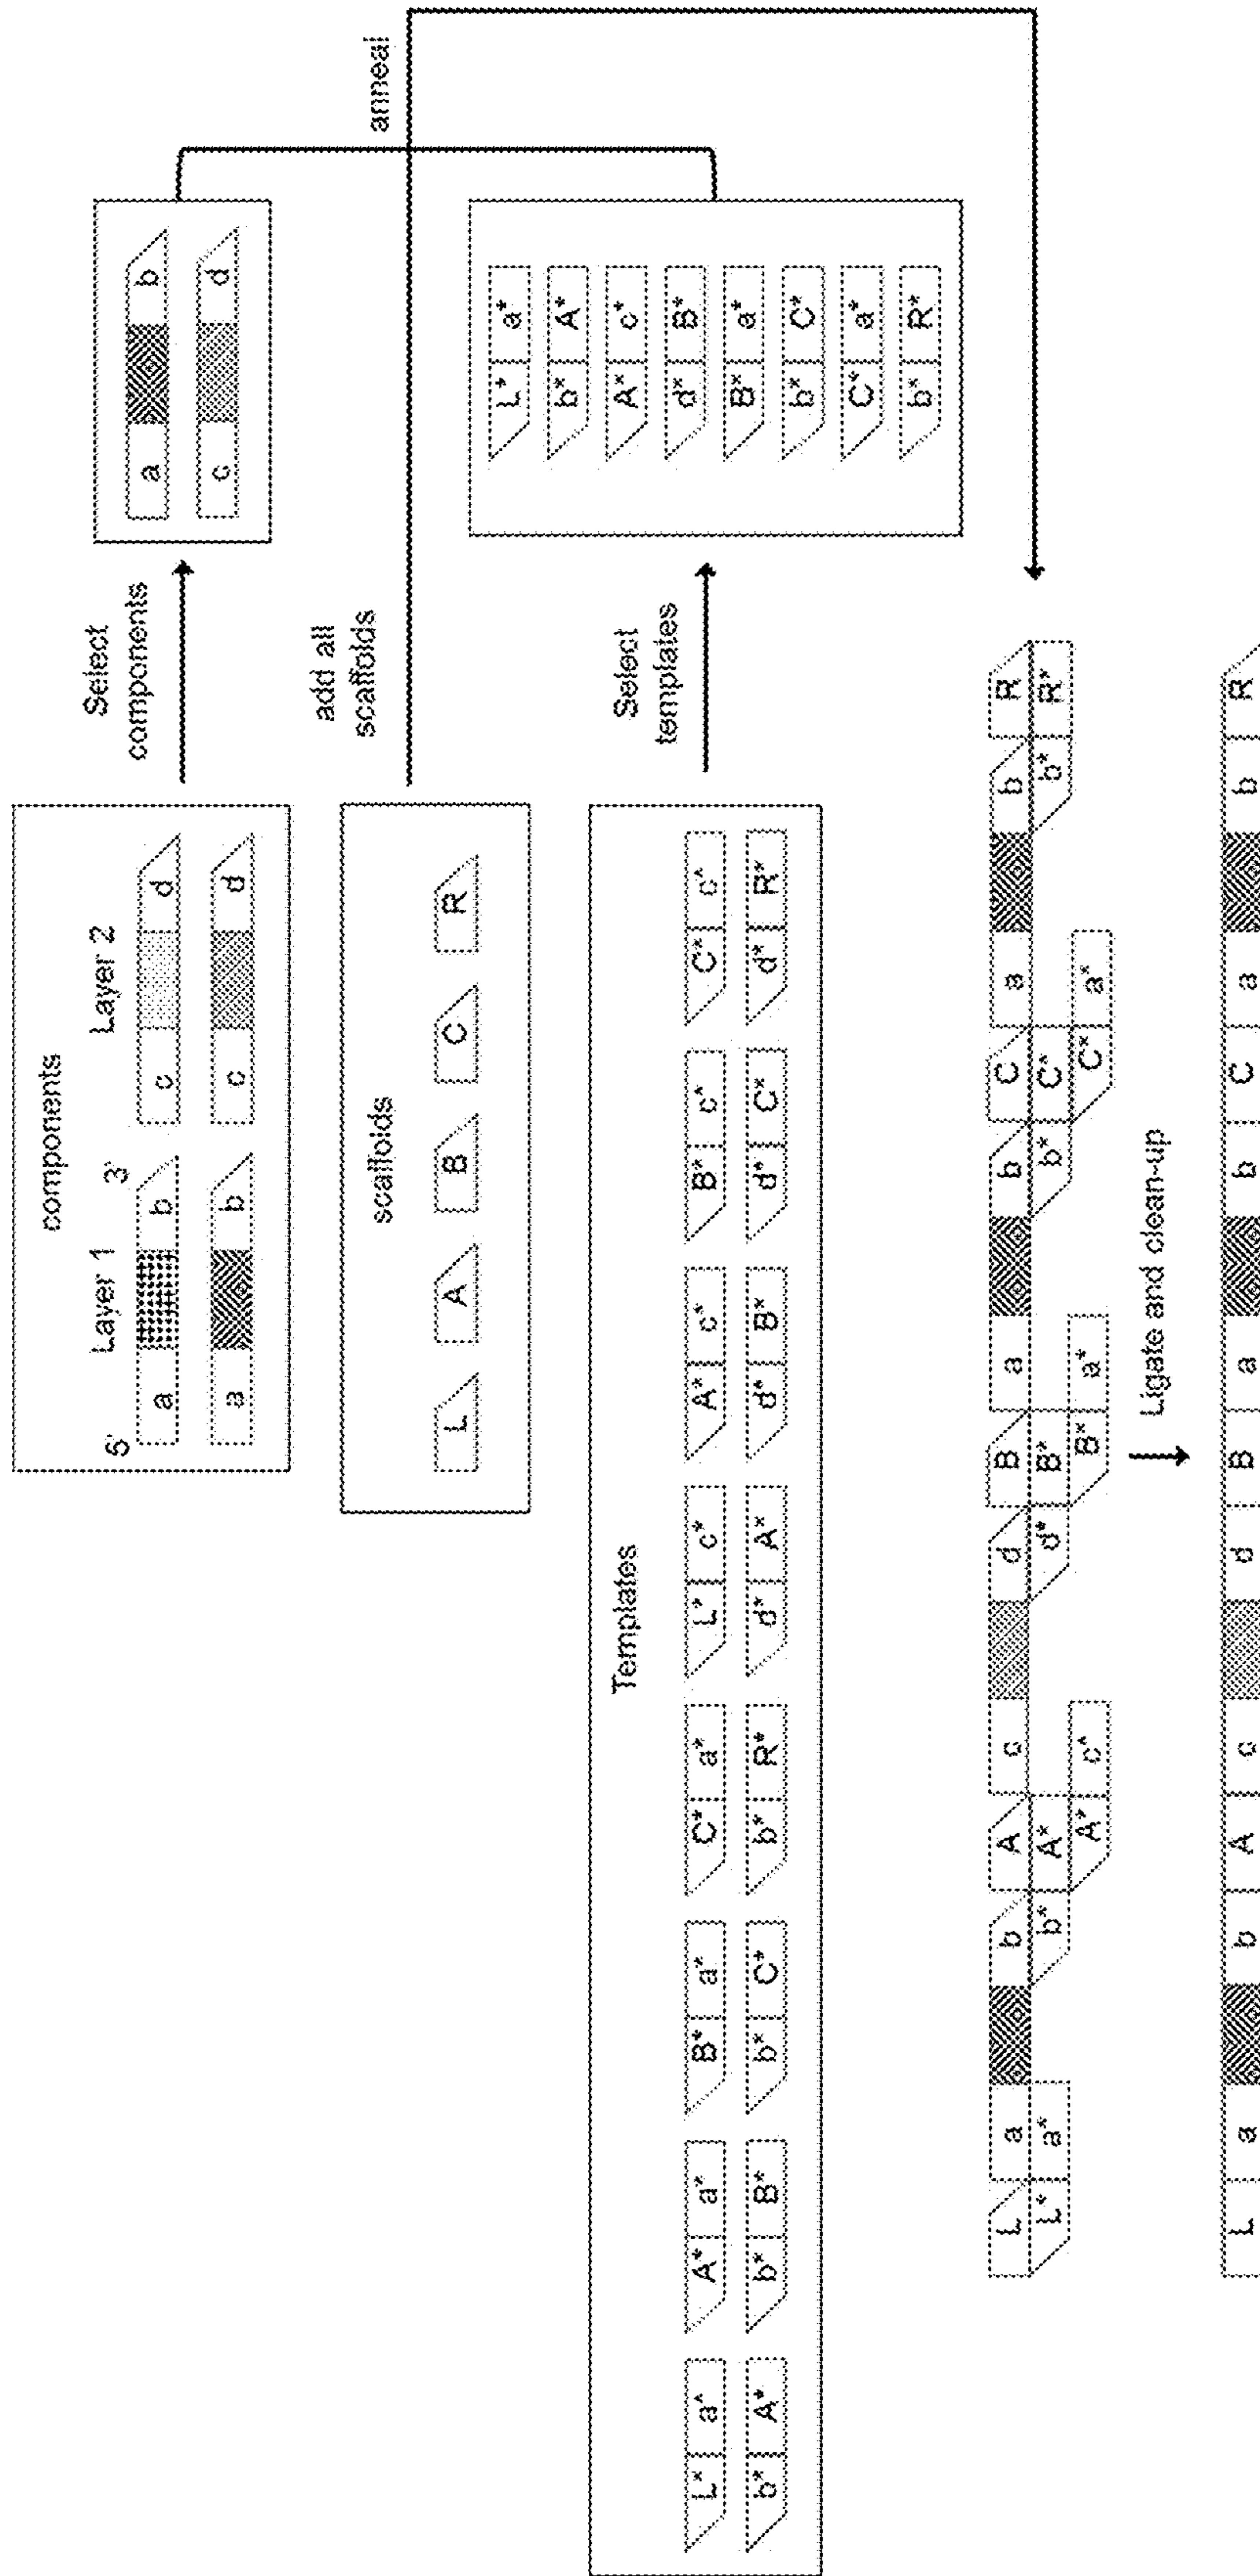 components
Layer 1 Layer 2
5' 3'
a b c d
a b c d
Select
components
a b
c d
scaffolds
L A B C R
add all
scaffolds
anneal
Templates
L* a* A* a* B* a* C* a* L* c* A* c* B* c* C* c*
b* A* b* B* b* C* b* R* d* A* d* B* d* C* d* R*
Select
templates
L* a*
b* A*
A* c*
d* B*
B* a*
b* C*
C* a*
b* R*
L a b A c d B a b C a b R
L* a* b* A* d* B* b* C* b* R*
A* c* B* a* C* a*
Ligate and clean-up
L a b A c d B a b C a b R